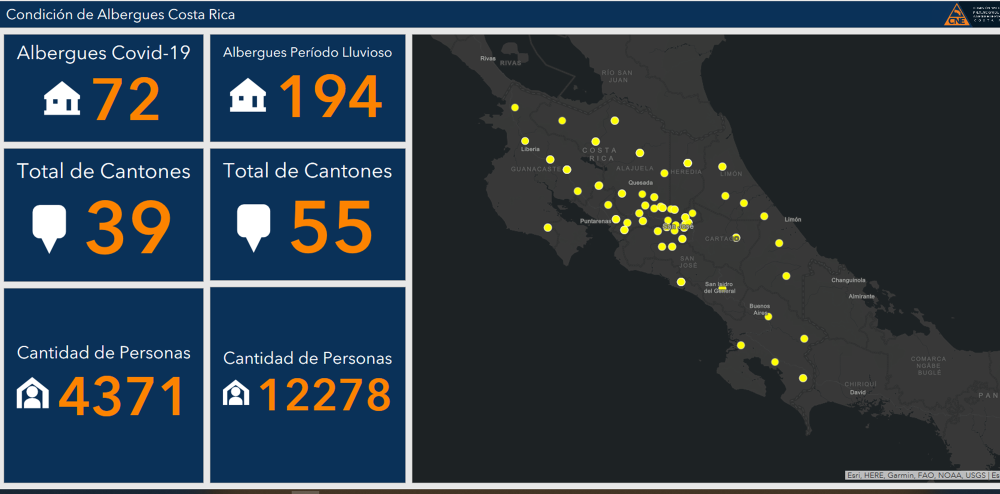 Condición de Albergues Costa Rica
CNE
COSTA
Albergues Covid-19
72
Albergues Período Lluvioso
194
Total de Cantones
39
Total de Cantones
55
Cantidad de Personas
4371
Cantidad de Personas
12278
Rivas
RIVAS
RÍO SAN
JUAN
Liberia
COSTA
RICA
GUANACASTE
ALAJUELA
HEREDIA
LIMÓN
Quesada
Puntarenas
San José
Limón
CARTAGO
SAN
JOSÉ
San Isidro
del General
Changuinola
Almirante
Buenos
Aires
COMARCA
NGÄBE
BUGLÉ
CHIRIQUÍ
David
PAN
Esri, HERE, Garmin, FAO, NOAA, USGS | Es